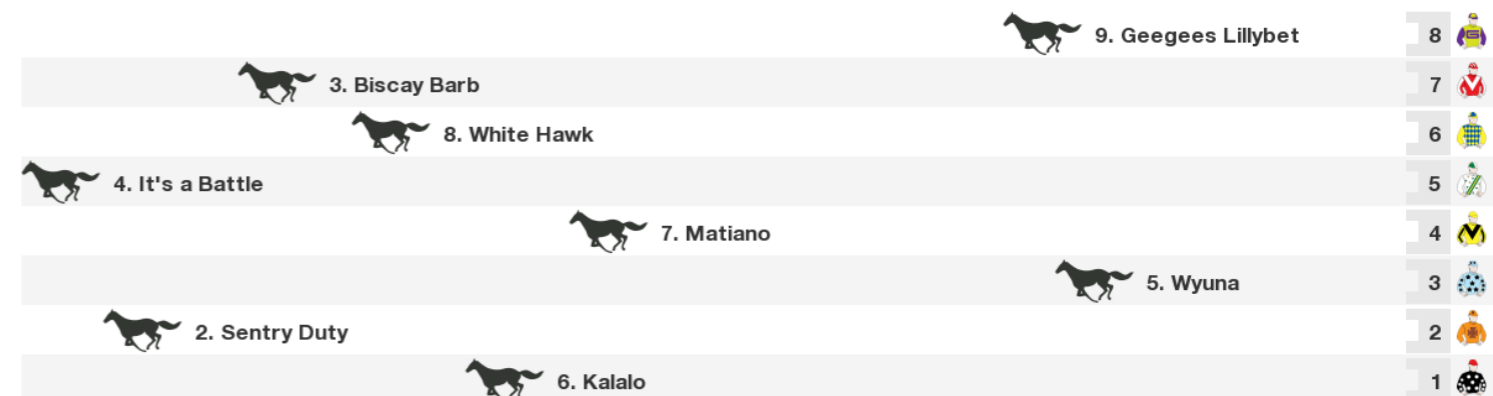 9. Geegees Lillybet 8
3. Biscay Barb 7
8. White Hawk 6
4. It's a Battle 5
7. Matiano 4
5. Wyuna 3
2. Sentry Duty 2
6. Kalalo 1